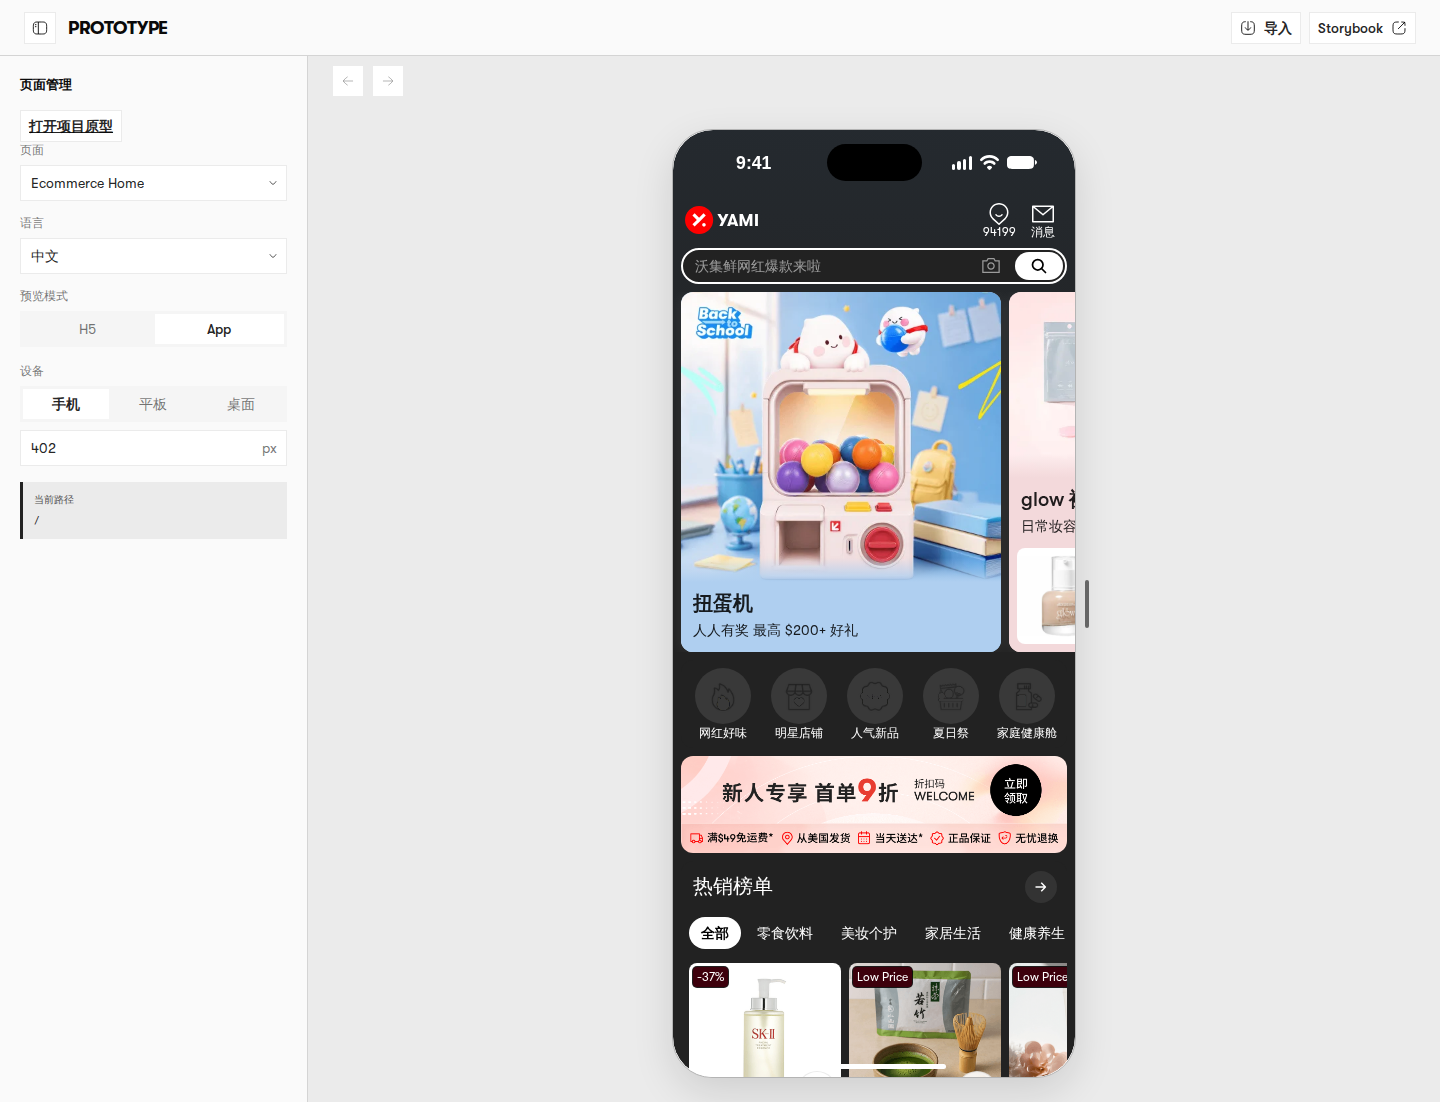 PROTOTYPE
导入
Storybook
页面管理
打开项目原型
页面
Ecommerce Home
语言
中文
预览模式
H5
App
设备
手机
平板
桌面
402
px
当前路径
/
9:41
YAMI
94199
消息
沃集鲜网红爆款来啦
Back
to
School
扭蛋机
人人有奖 最高 $200+ 好礼
glow
日常妆容
网红好味
明星店铺
人气新品
夏日祭
家庭健康舱
新人专享 首单9折
折扣码
WELCOME
立即
领取
满$49免运费*
从美国发货
当天送达*
正品保证
无忧退换
热销榜单
全部
零食饮料
美妆个护
家居生活
健康养生
-37%
Low Price
Low Price
SK-II
若竹